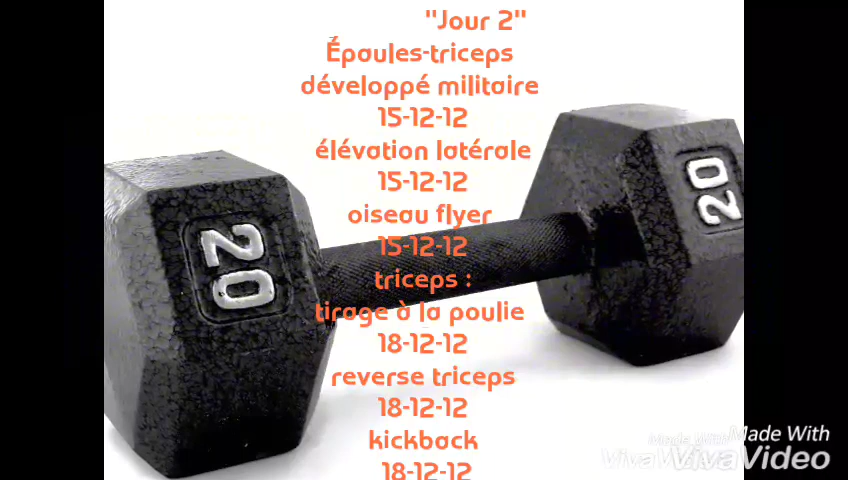 "Jour 2"
Épaules-triceps
développé militaire
15-12-12
élévation latérale
15-12-12
oiseau flyer
15-12-12
triceps :
tirage à la poulie
18-12-12
reverse triceps
18-12-12
kickback
18-12-12
20
20
Made With
VivaVideo